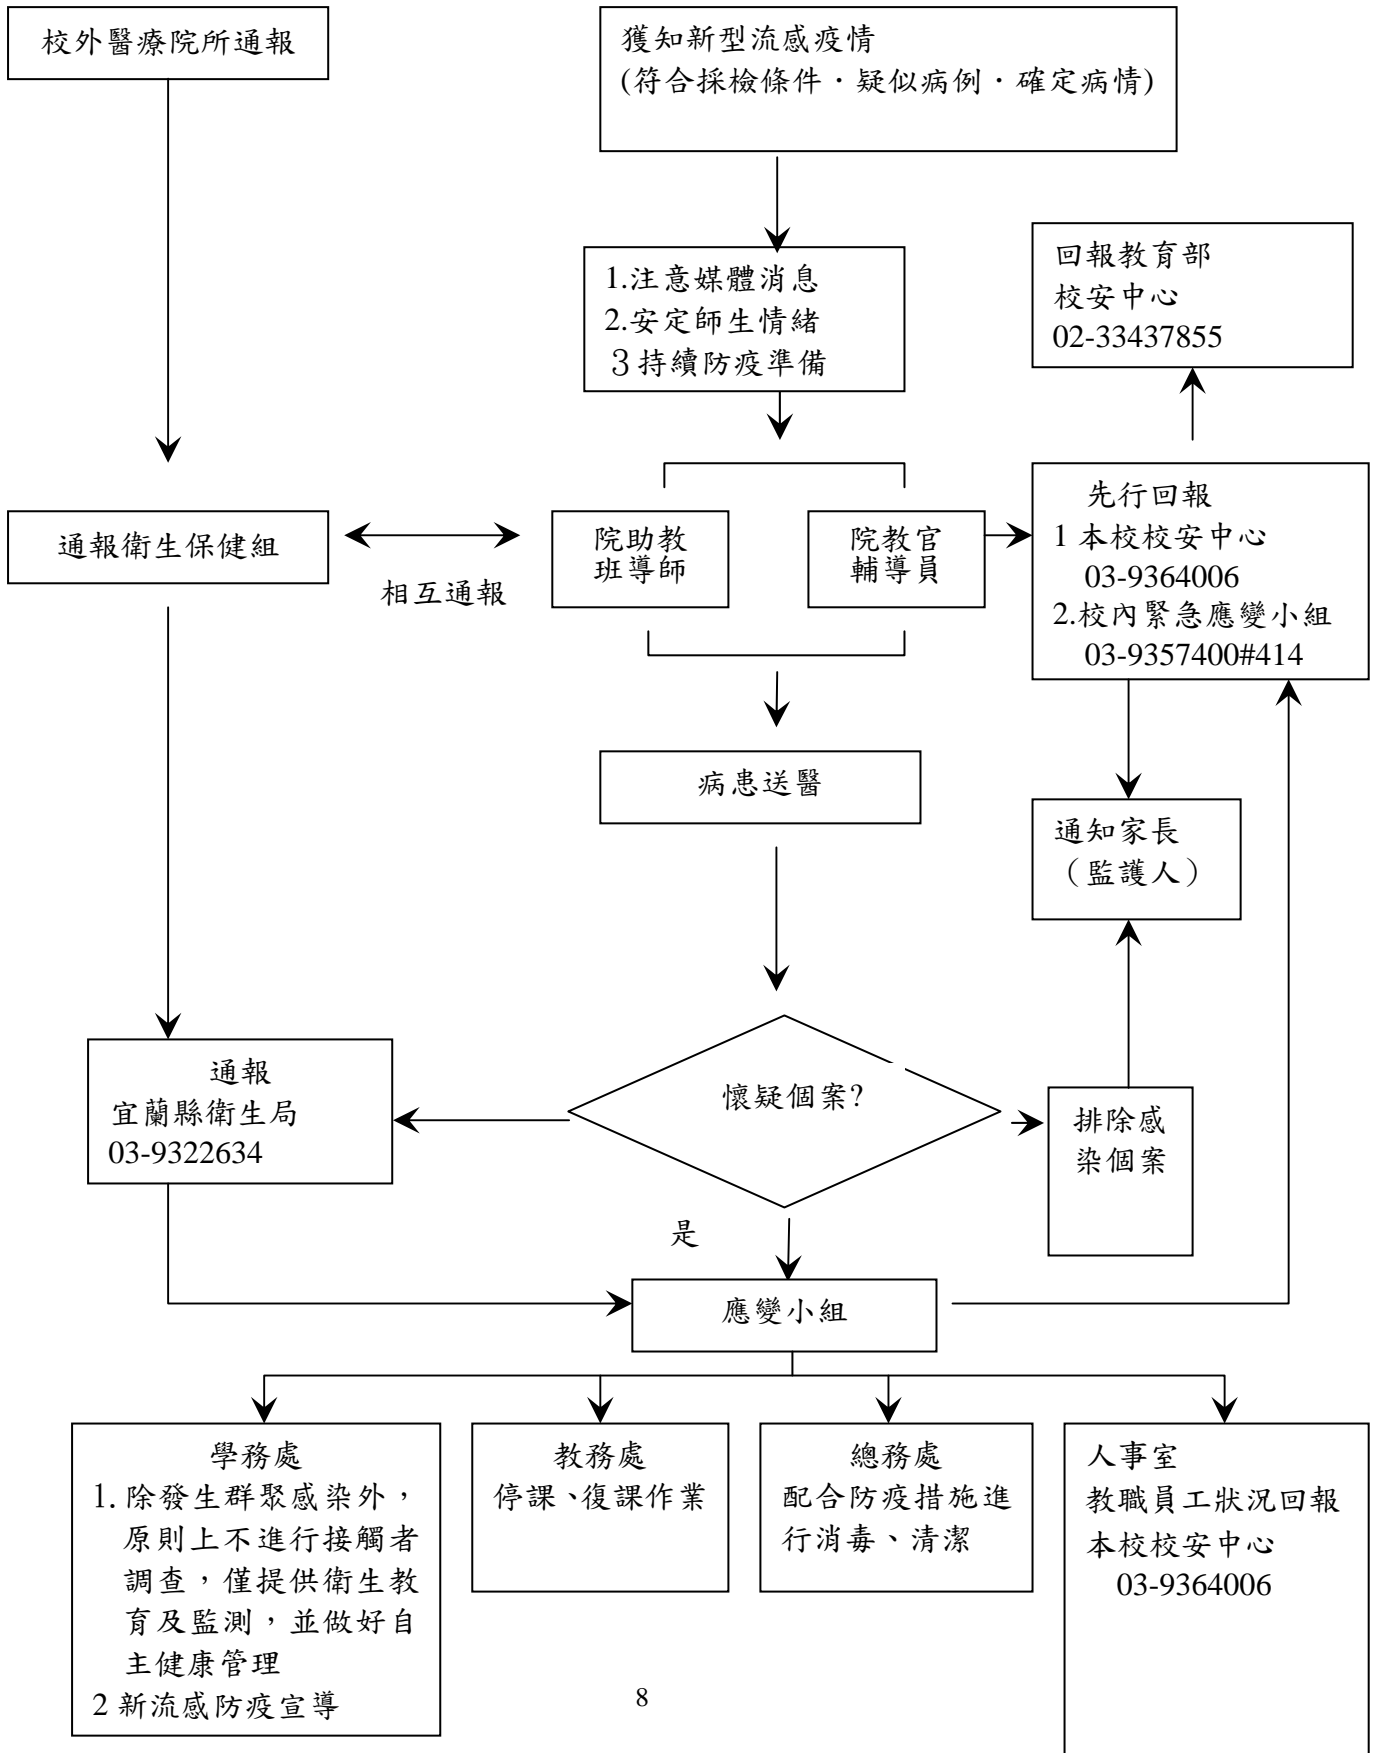 校外醫療院所通報
獲知新型流感疫情
(符合採檢條件‧疑似病例‧確定病情)
1.注意媒體消息
2.安定師生情緒
３持續防疫準備
回報教育部
校安中心
02-33437855
通報衛生保健組
相互通報
院助教
班導師
院教官
輔導員
先行回報
1 本校校安中心
03-9364006
2.校內緊急應變小組
03-9357400#414
病患送醫
通知家長
（監護人）
通報
宜蘭縣衛生局
03-9322634
懷疑個案?
排除感
染個案
是
應變小組
學務處
1. 除發生群聚感染外，
原則上不進行接觸者
調查，僅提供衛生教
育及監測，並做好自
主健康管理
2 新流感防疫宣導
教務處
停課、復課作業
總務處
配合防疫措施進
行消毒、清潔
人事室
教職員工狀況回報
本校校安中心
03-9364006
8